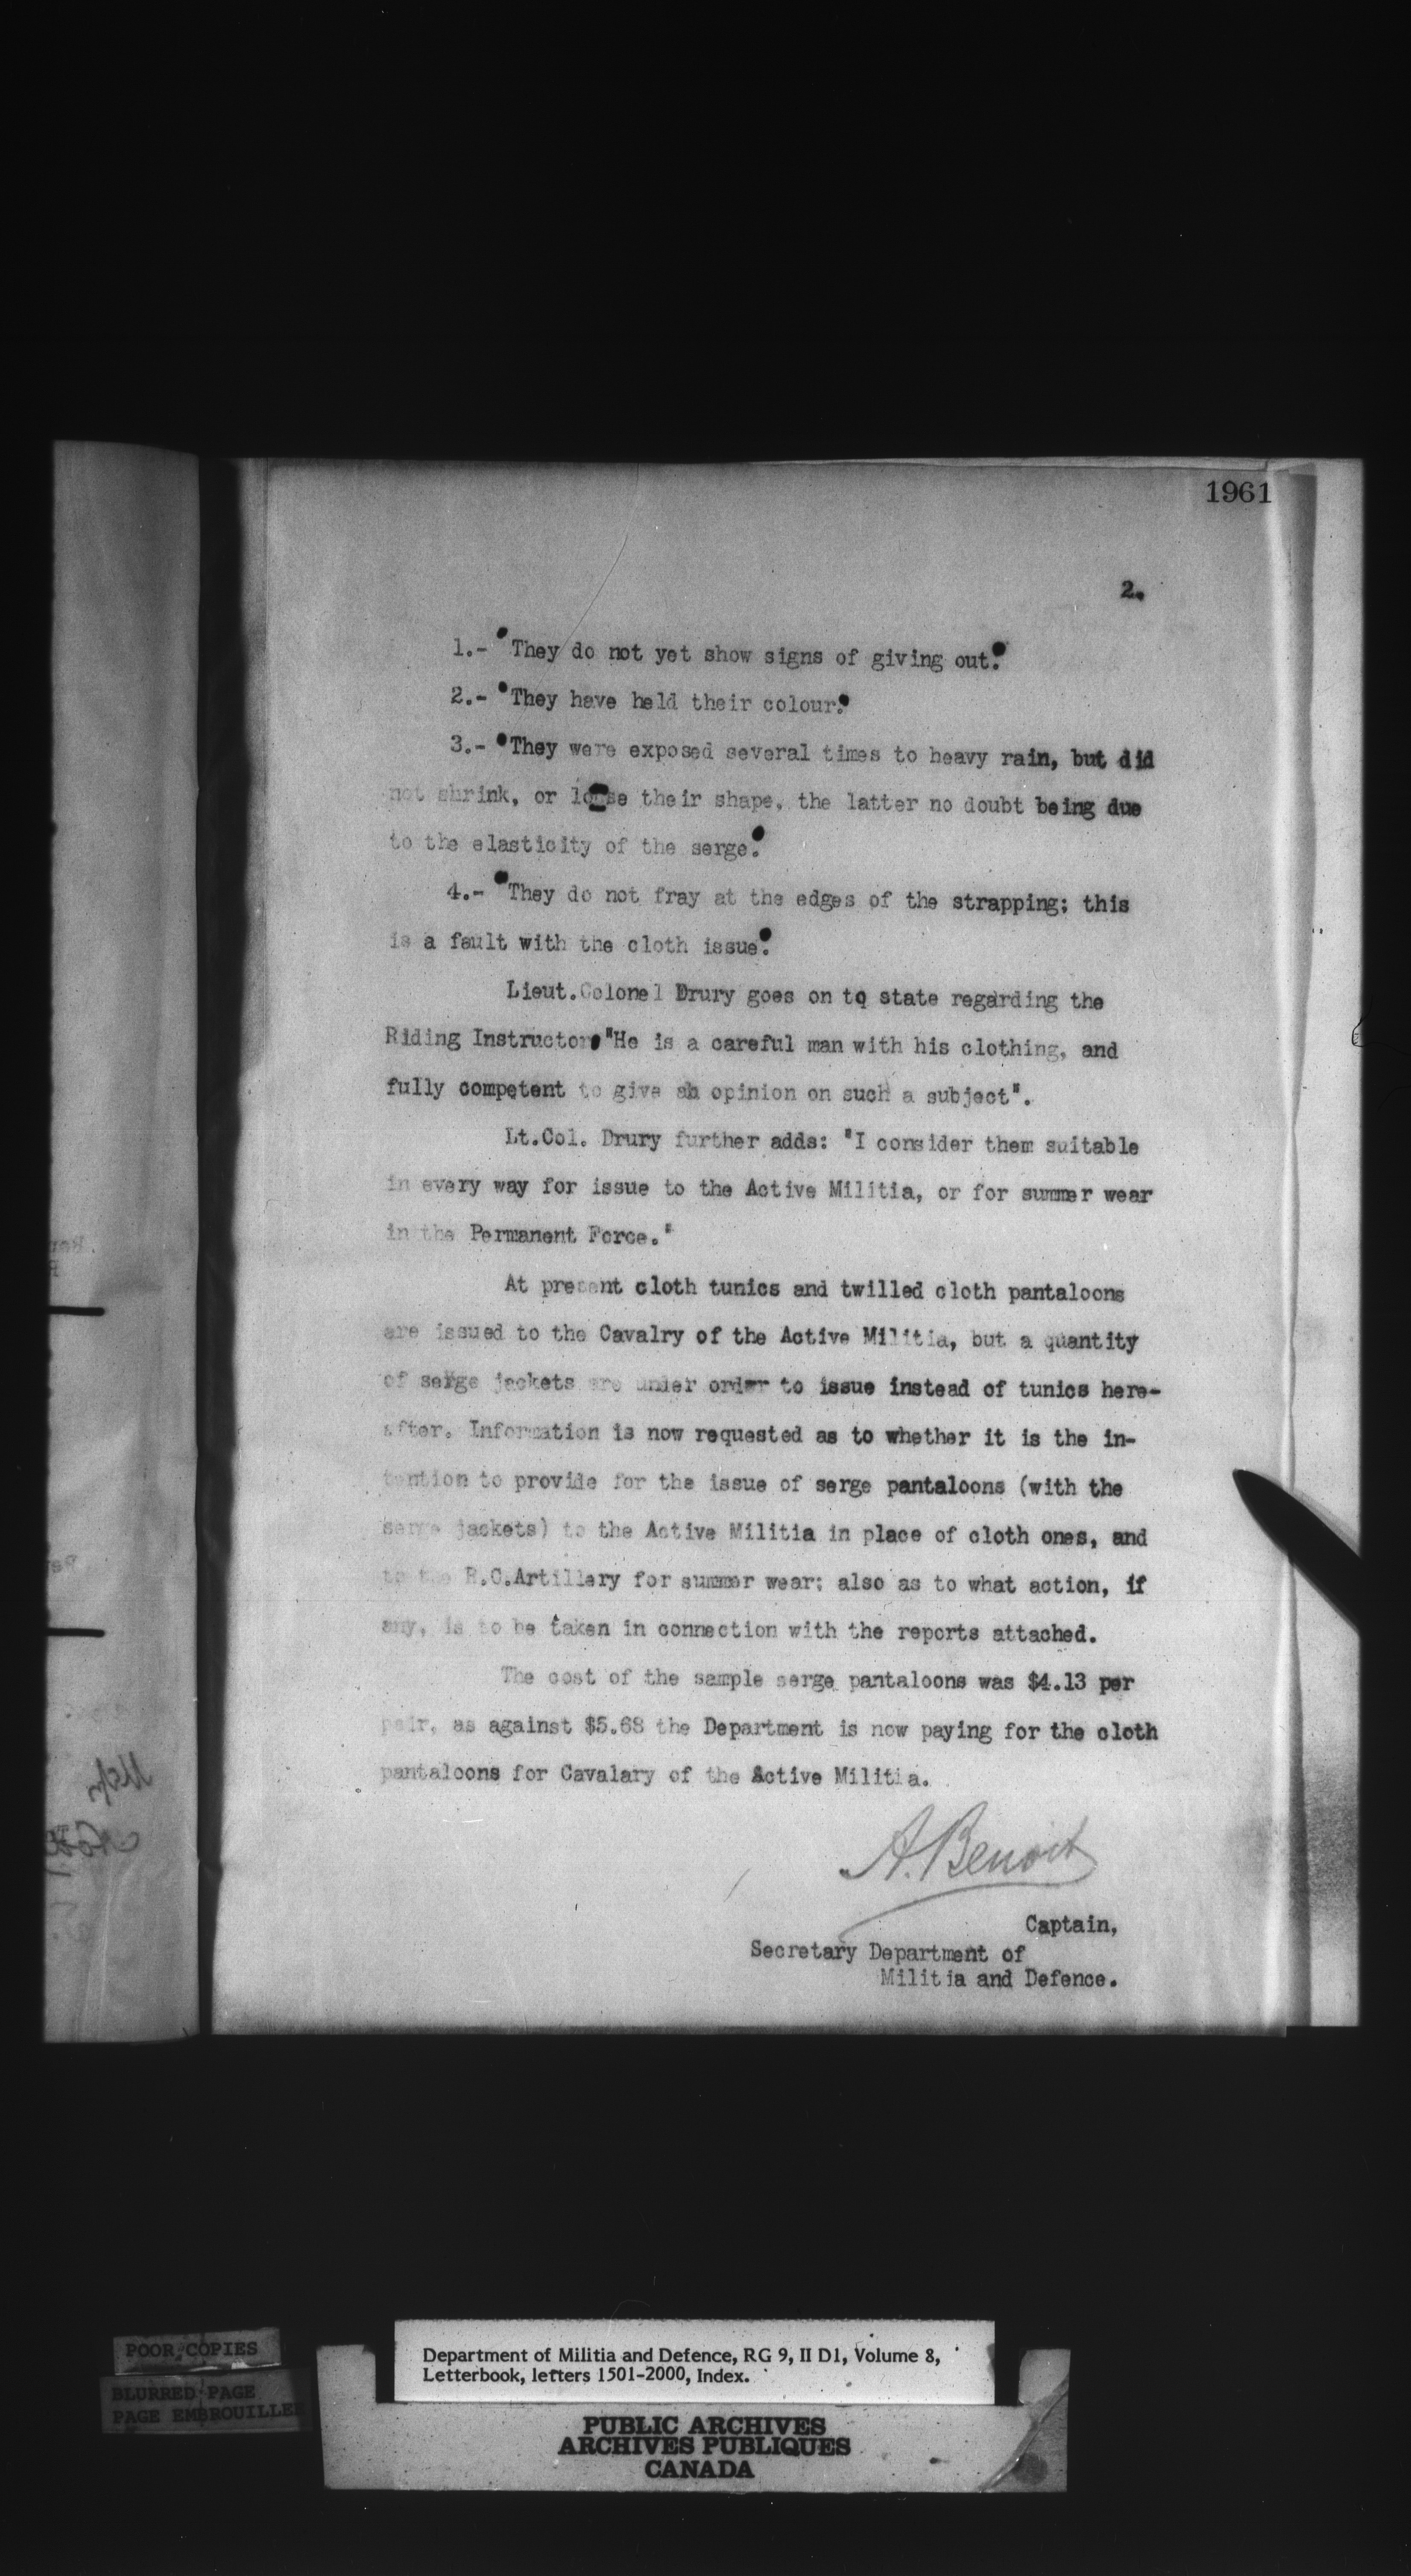 1961
2.
1.- "They do not yet show signs of giving out."
2.- "They have held their colour."
3.- "They were exposed several times to heavy rain, but did
not shrink, or lose their shape, the latter no doubt being due
to the elasticity of the serge."
4.- "They do not fray at the edges of the strapping; this
is a fault with the cloth issue."
Lieut.Colonel Drury goes on to state regarding the
Riding Instructor, "He is a careful man with his clothing, and
fully competent to give an opinion on such a subject".
Lt.Col. Drury further adds: "I consider them suitable
in every way for issue to the Active Militia, or for summer wear
in the Permanent Force."
At present cloth tunics and twilled cloth pantaloons
are issued to the Cavalry of the Active Militia, but a quantity
of serge jackets are under order to issue instead of tunics here-
after. Information is now requested as to whether it is the in-
tention to provide for the issue of serge pantaloons (with the
serge jackets) to the Active Militia in place of cloth ones, and
to the R.C.Artillery for summer wear; also as to what action, if
any, is to be taken in connection with the reports attached.
The cost of the sample serge pantaloons was $4.13 per
pair, as against $5.68 the Department is now paying for the cloth
pantaloons for Cavalary of the Active Militia.
A. Benoit
Captain,
Secretary Department of
Militia and Defence.
POOR COPIES
BLURRED PAGE
PAGE EMBROUILLEE
Department of Militia and Defence, RG 9, II D1, Volume 8,
Letterbook, letters 1501-2000, Index.
PUBLIC ARCHIVES
ARCHIVES PUBLIQUES
CANADA